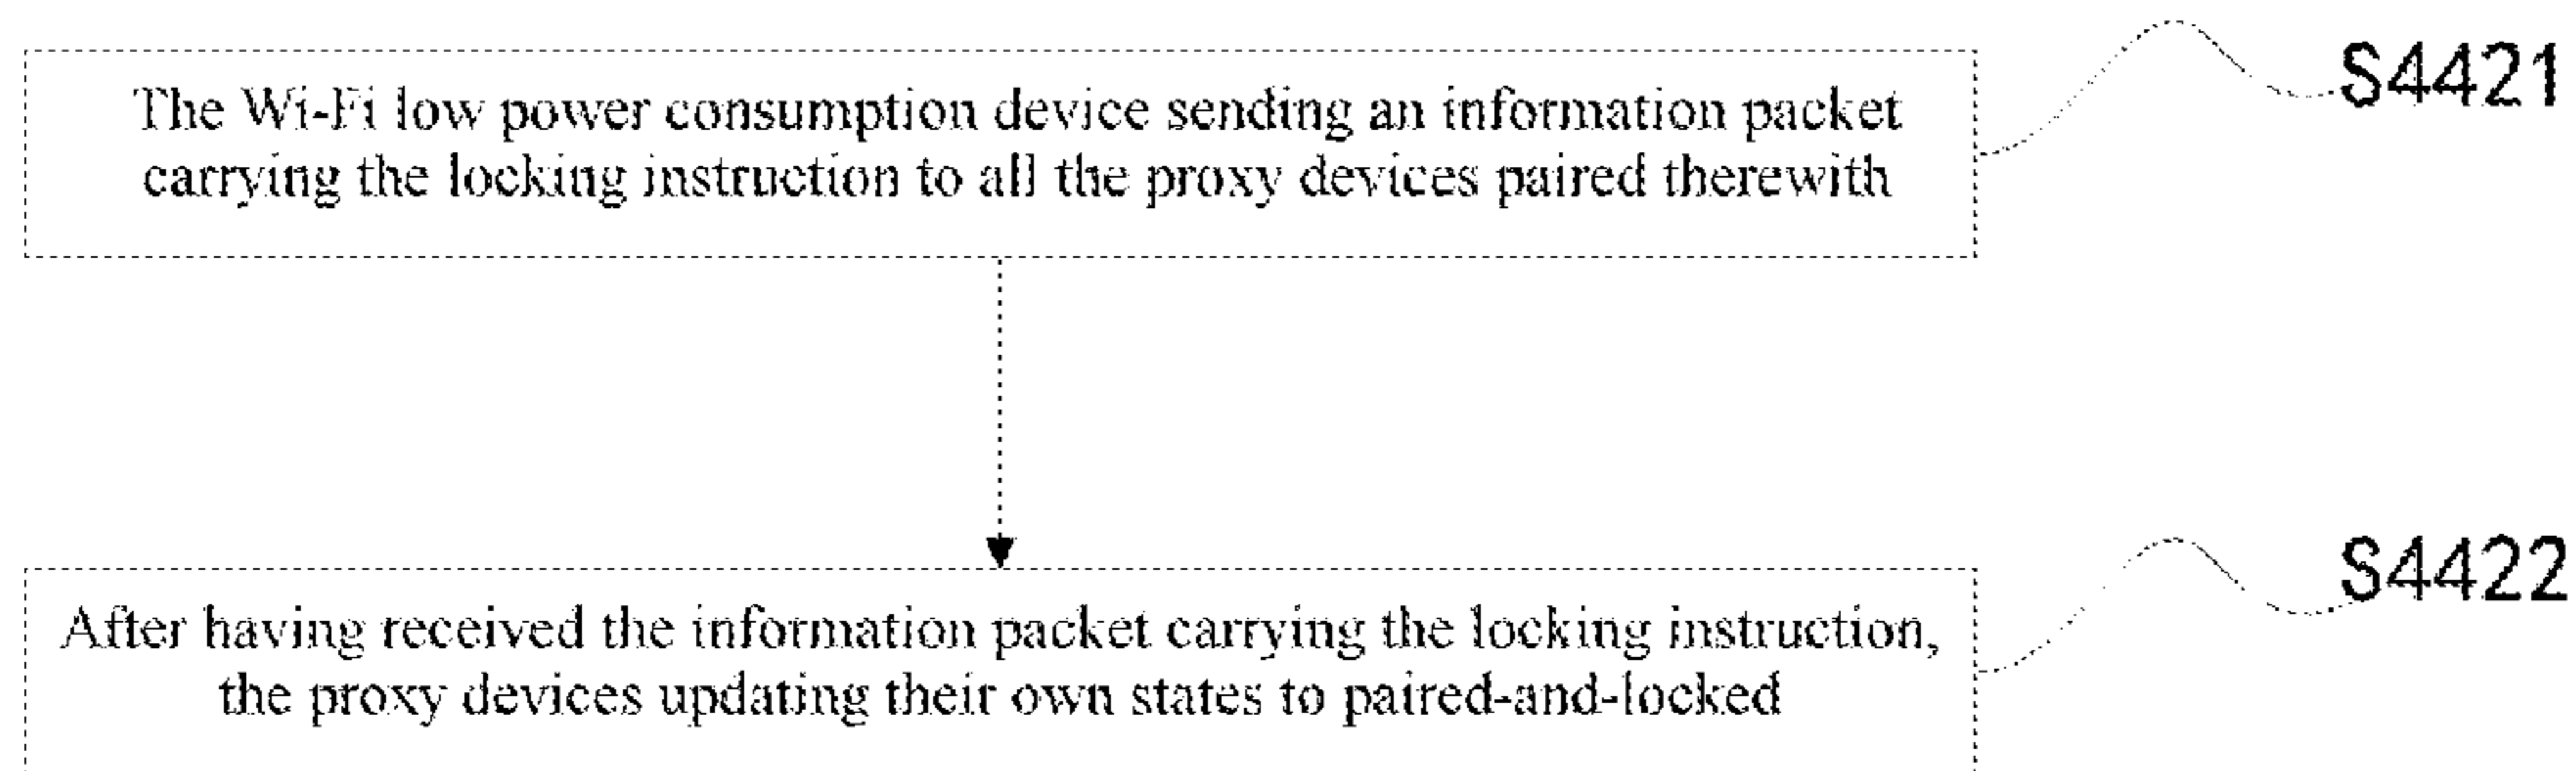 The Wi-Fi low power consumption device sending an information packet
carrying the locking instruction to all the proxy devices paired therewith
S4421
After having received the information packet carrying the locking instruction,
the proxy devices updating their own states to paired-and-locked
S4422